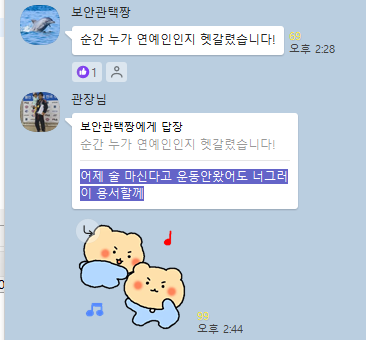 보안관택짱
순간 누가 연예인인지 헷갈렸습니다!
69
오후 2:28
1
관장님
보안관택짱에게 답장
순간 누가 연예인인지 헷갈렸습니다!
어제 술 마신다고 운동안왔어도 너그러
이 용서할께
89
오후 2:44